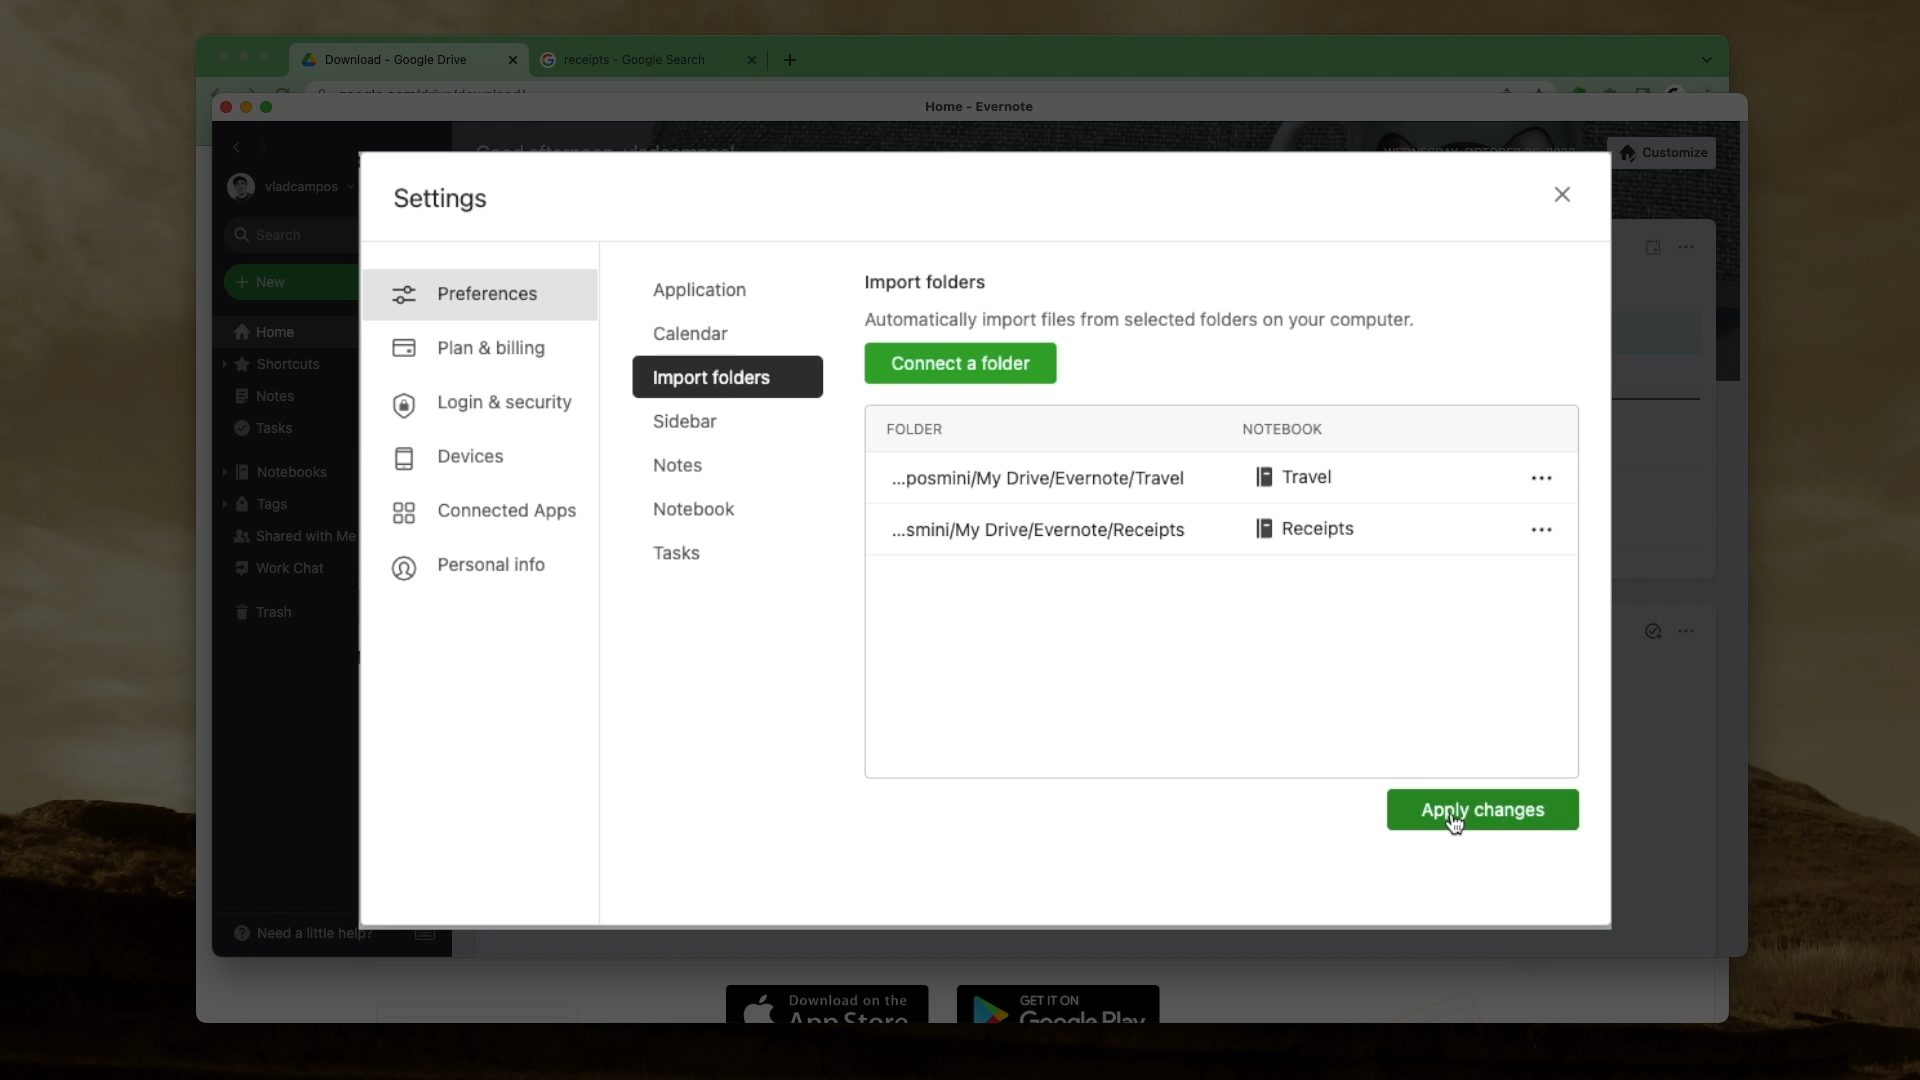 Download - Google Drive
receipts - Google Search
Home - Evernote
WEDNESDAY, OCTOBER 26, 2022
Customize
vladcampos
Search
New
Home
Shortcuts
Notes
Tasks
Notebooks
Tags
Shared with Me
Work Chat
Trash
Need a little help?
Settings
Preferences
Plan & billing
Login & security
Devices
Connected Apps
Personal info
Application
Calendar
Import folders
Sidebar
Notes
Notebook
Tasks
Import folders
Automatically import files from selected folders on your computer.
Connect a folder
FOLDER NOTEBOOK
...posmini/My Drive/Evernote/Travel Travel
...smini/My Drive/Evernote/Receipts Receipts
Apply changes
Download on the
App Store
GET IT ON
Google Play